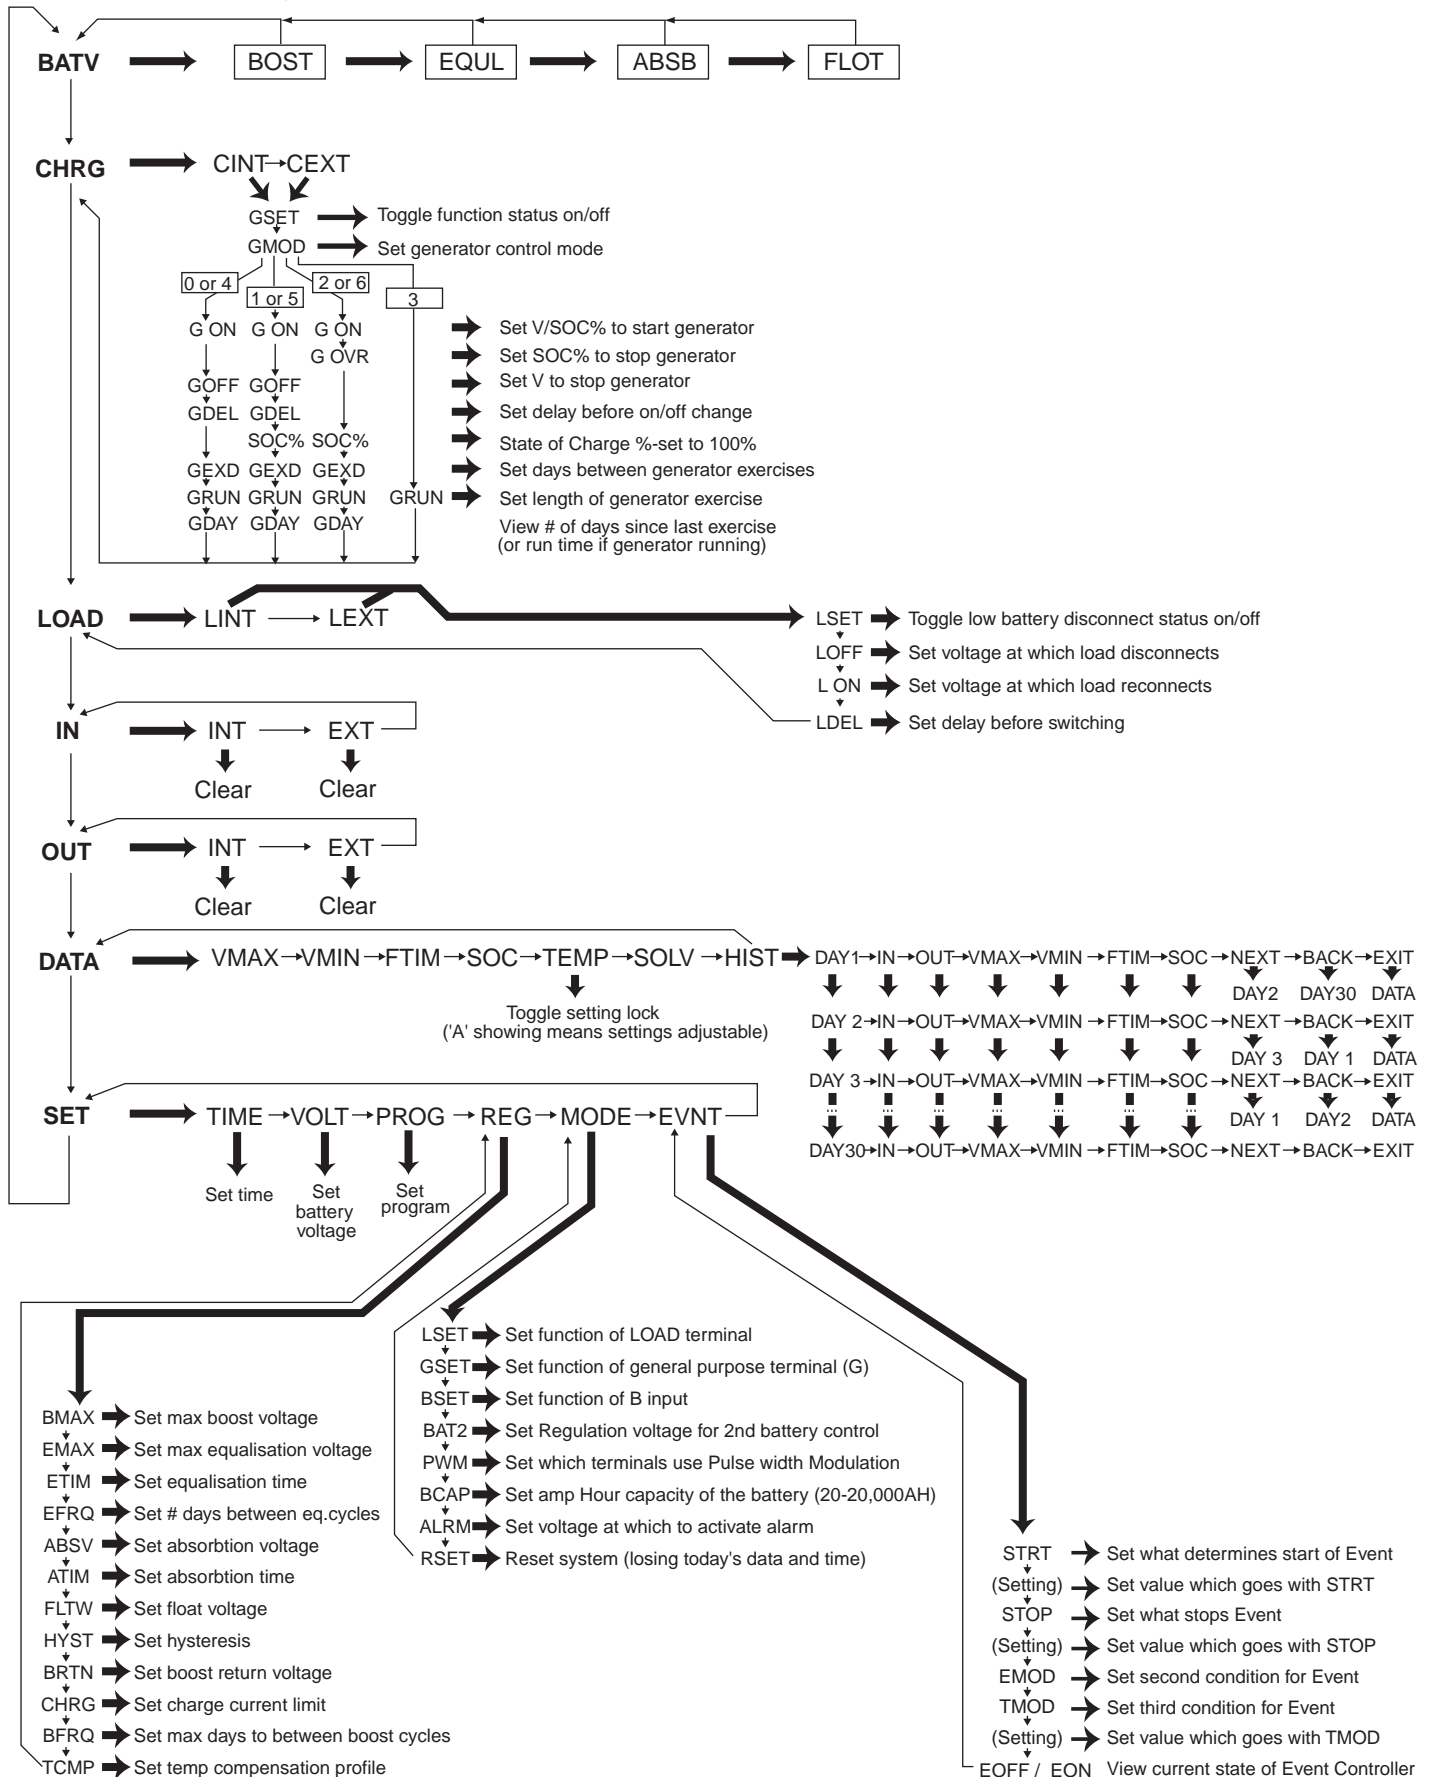 BATV BOST EQUL ABSB FLOT
CHRG CINT CEXT
GSET Toggle function status on/off
GMOD Set generator control mode
0 or 4 1 or 5 2 or 6 3
G ON G ON G ON Set V/SOC% to start generator
G OVR Set SOC% to stop generator
GOFF GOFF Set V to stop generator
GDEL GDEL Set delay before on/off change
SOC% SOC% State of Charge %-set to 100%
GEXD GEXD GEXD Set days between generator exercises
GRUN GRUN GRUN GRUN Set length of generator exercise
GDAY GDAY GDAY View # of days since last exercise
(or run time if generator running)
LOAD LINT LEXT
LSET Toggle low battery disconnect status on/off
LOFF Set voltage at which load disconnects
L ON Set voltage at which load reconnects
LDEL Set delay before switching
IN INT EXT
Clear Clear
OUT INT EXT
Clear Clear
DATA VMAX VMIN FTIM SOC TEMP SOLV HIST
Toggle setting lock
('A' showing means settings adjustable)
DAY1 IN OUT VMAX VMIN FTIM SOC NEXT BACK EXIT
DAY2 DAY30 DATA
DAY 2 IN OUT VMAX VMIN FTIM SOC NEXT BACK EXIT
DAY 3 DAY 1 DATA
DAY 3 IN OUT VMAX VMIN FTIM SOC NEXT BACK EXIT
DAY 1 DAY2 DATA
DAY30 IN OUT VMAX VMIN FTIM SOC NEXT BACK EXIT
SET TIME VOLT PROG REG MODE EVNT
Set time
Set
battery
voltage
Set
program
BMAX Set max boost voltage
EMAX Set max equalisation voltage
ETIM Set equalisation time
EFRQ Set # days between eq.cycles
ABSV Set absorbtion voltage
ATIM Set absorbtion time
FLTW Set float voltage
HYST Set hysteresis
BRTN Set boost return voltage
CHRG Set charge current limit
BFRQ Set max days to between boost cycles
TCMP Set temp compensation profile
LSET Set function of LOAD terminal
GSET Set function of general purpose terminal (G)
BSET Set function of B input
BAT2 Set Regulation voltage for 2nd battery control
PWM Set which terminals use Pulse width Modulation
BCAP Set amp Hour capacity of the battery (20-20,000AH)
ALRM Set voltage at which to activate alarm
RSET Reset system (losing today's data and time)
STRT Set what determines start of Event
(Setting) Set value which goes with STRT
STOP Set what stops Event
(Setting) Set value which goes with STOP
EMOD Set second condition for Event
TMOD Set third condition for Event
(Setting) Set value which goes with TMOD
EOFF / EON View current state of Event Controller